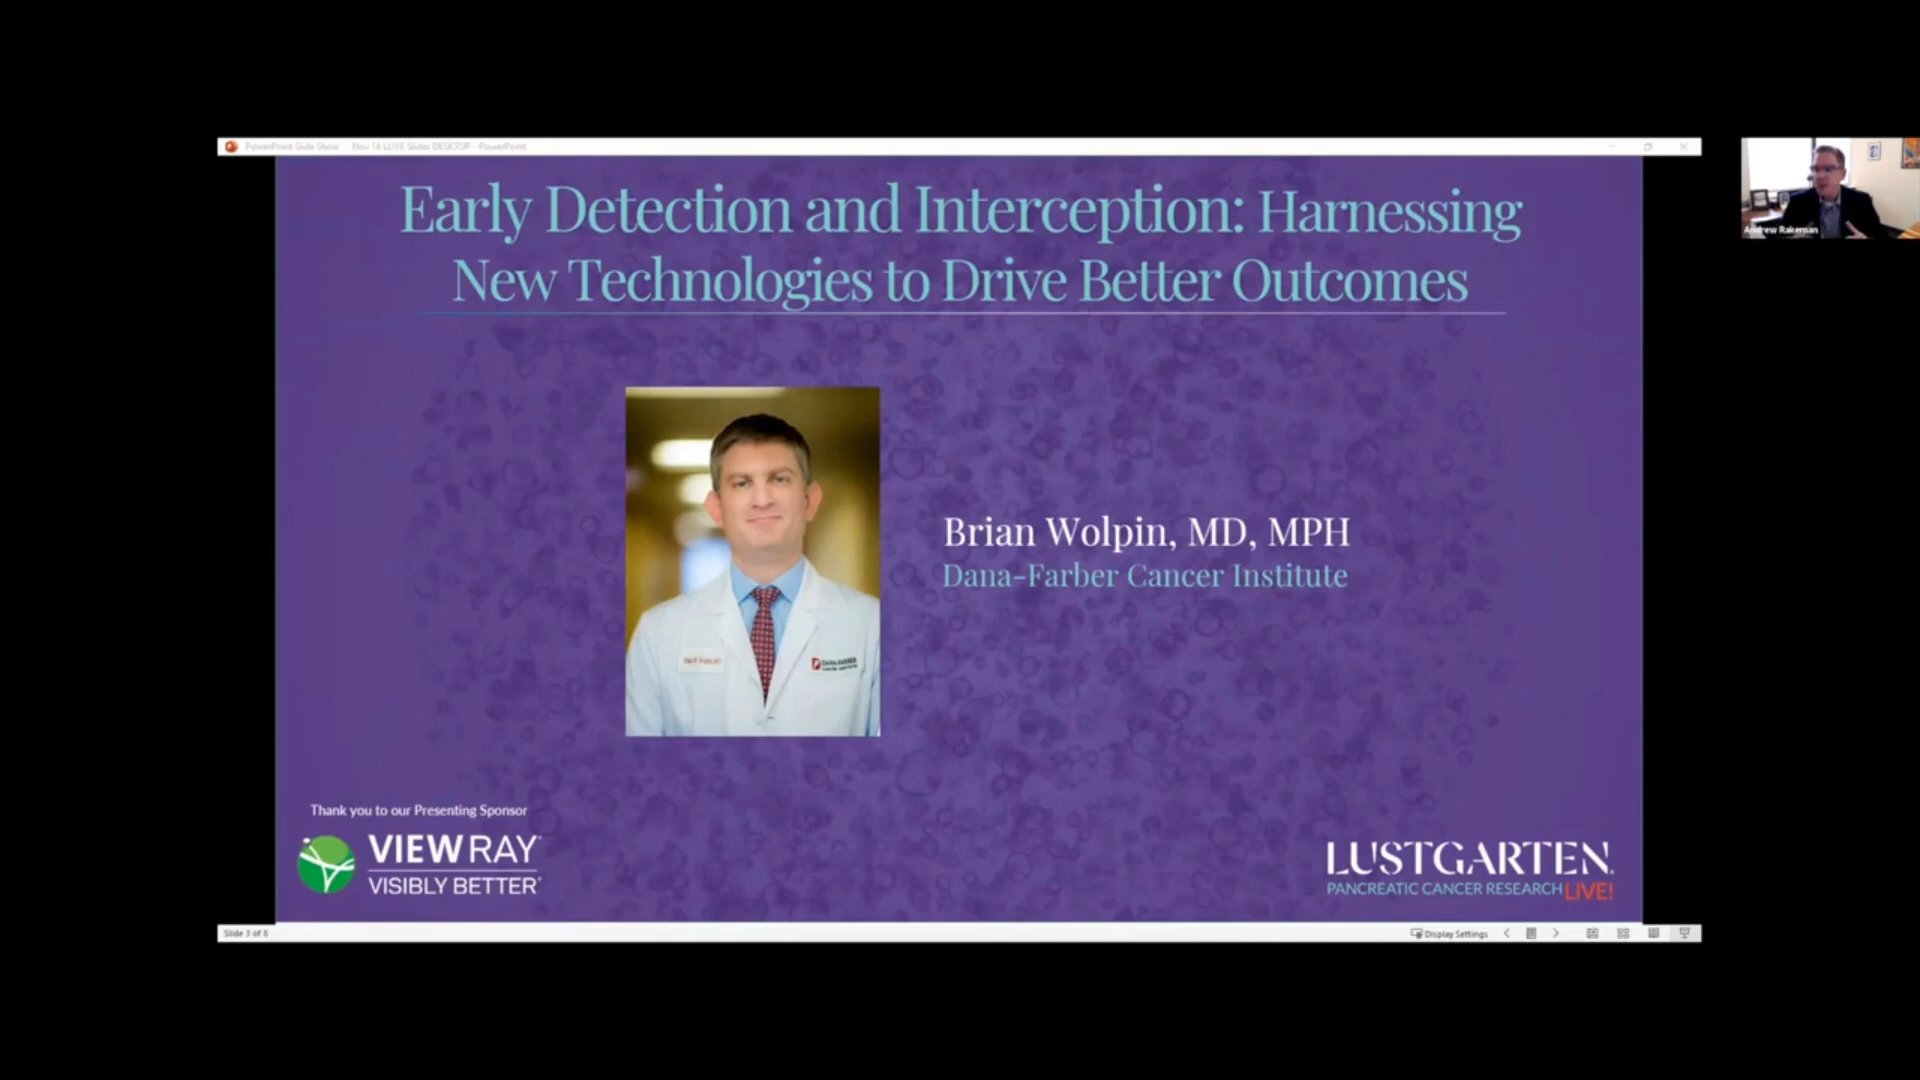 PowerPoint Slide Show - Nov 16 LLIVE Slides DESKTOP - PowerPoint
Early Detection and Interception: Harnessing
New Technologies to Drive Better Outcomes
Andrew Rakeman
Brian Wolpin, MD, MPH
Dana-Farber Cancer Institute
DANA-FARBER
Thank you to our Presenting Sponsor
VIEWRAY
VISIBLY BETTER
LUSTGARTEN
PANCREATIC CANCER RESEARCH LIVE!
Slide 3 of 8
Display Settings